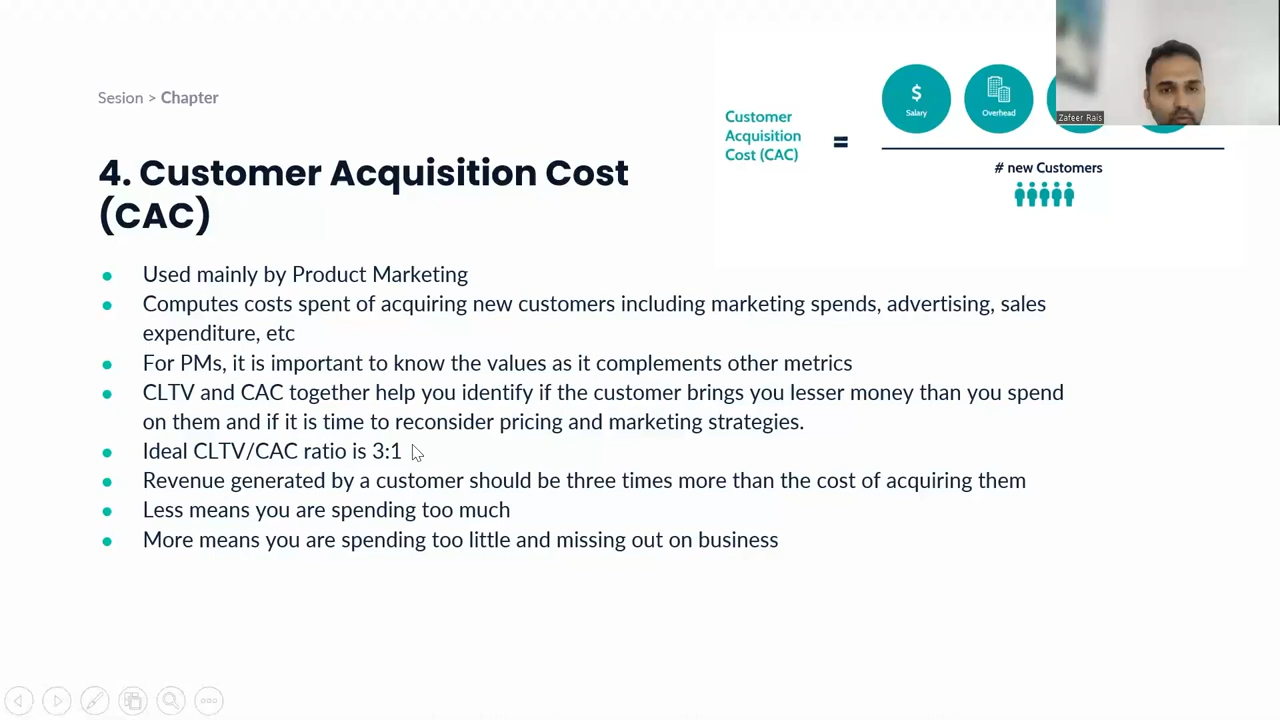 Sesion > Chapter
4. Customer Acquisition Cost
(CAC)
Customer
Acquisition
Cost (CAC)
=
$
Salary
Overhead
# new Customers
Zafeer Rais
● Used mainly by Product Marketing
● Computes costs spent of acquiring new customers including marketing spends, advertising, sales
expenditure, etc
● For PMs, it is important to know the values as it complements other metrics
● CLTV and CAC together help you identify if the customer brings you lesser money than you spend
on them and if it is time to reconsider pricing and marketing strategies.
● Ideal CLTV/CAC ratio is 3:1
● Revenue generated by a customer should be three times more than the cost of acquiring them
● Less means you are spending too much
● More means you are spending too little and missing out on business